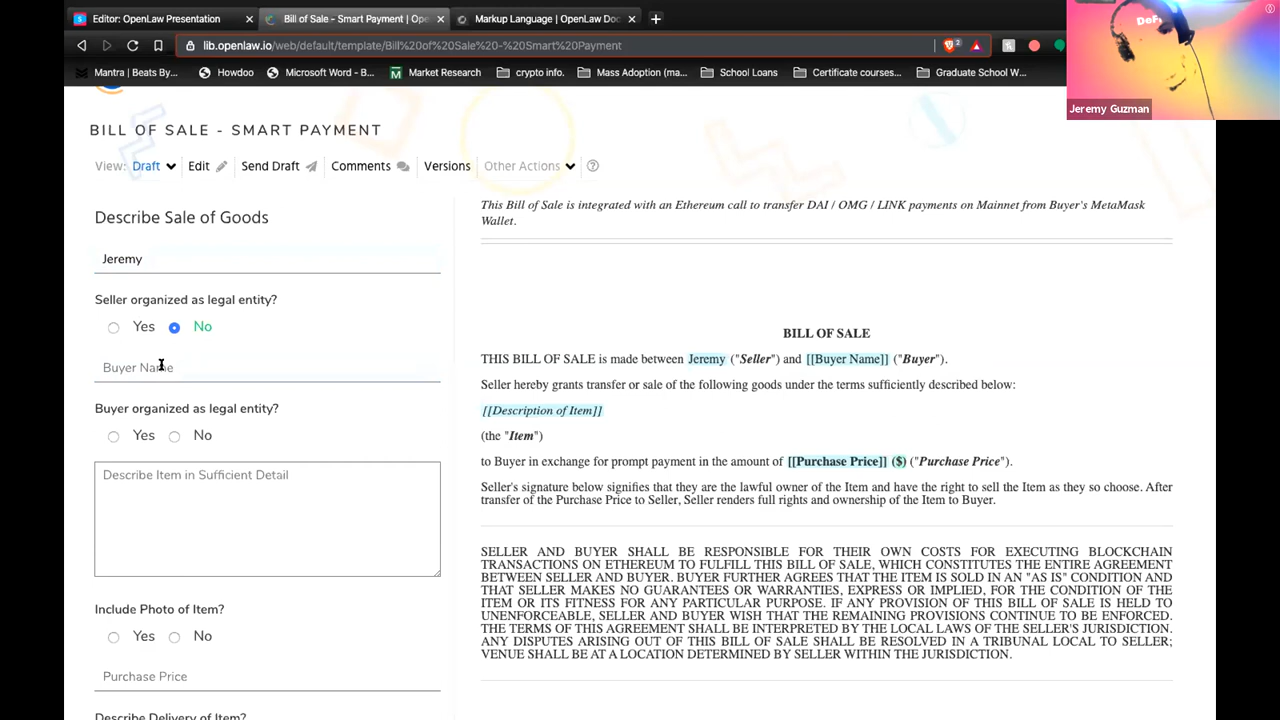 Editor: OpenLaw Presentation
Bill of Sale - Smart Payment | Ope
Markup Language | OpenLaw Doc
lib.openlaw.io/web/default/template/Bill%20of%20Sale%20-%20Smart%20Payment
2
Mantra | Beats By...
Howdoo
Microsoft Word - B...
Market Research
crypto info.
Mass Adoption (ma...
School Loans
Certificate courses...
Graduate School W...
DeFi
Jeremy Guzman
BILL OF SALE - SMART PAYMENT
View: Draft Edit Send Draft Comments Versions Other Actions ?
Describe Sale of Goods
Jeremy
Seller organized as legal entity?
Yes No
Buyer Name
Buyer organized as legal entity?
Yes No
Describe Item in Sufficient Detail
Include Photo of Item?
Yes No
Purchase Price
Describe Delivery of Item?
This Bill of Sale is integrated with an Ethereum call to transfer DAI / OMG / LINK payments on Mainnet from Buyer's MetaMask
Wallet.
BILL OF SALE
THIS BILL OF SALE is made between Jeremy ("Seller") and [[Buyer Name]] ("Buyer").
Seller hereby grants transfer or sale of the following goods under the terms sufficiently described below:
[[Description of Item]]
(the "Item")
to Buyer in exchange for prompt payment in the amount of [[Purchase Price]] ($) ("Purchase Price").
Seller's signature below signifies that they are the lawful owner of the Item and have the right to sell the Item as they so choose. After
transfer of the Purchase Price to Seller, Seller renders full rights and ownership of the Item to Buyer.
SELLER AND BUYER SHALL BE RESPONSIBLE FOR THEIR OWN COSTS FOR EXECUTING BLOCKCHAIN
TRANSACTIONS ON ETHEREUM TO FULFILL THIS BILL OF SALE, WHICH CONSTITUTES THE ENTIRE AGREEMENT
BETWEEN SELLER AND BUYER. BUYER FURTHER AGREES THAT THE ITEM IS SOLD IN AN "AS IS" CONDITION AND
THAT SELLER MAKES NO GUARANTEES OR WARRANTIES, EXPRESS OR IMPLIED, FOR THE CONDITION OF THE
ITEM OR ITS FITNESS FOR ANY PARTICULAR PURPOSE. IF ANY PROVISION OF THIS BILL OF SALE IS HELD TO
UNENFORCEABLE, SELLER AND BUYER WISH THAT THE REMAINING PROVISIONS CONTINUE TO BE ENFORCED.
THE TERMS OF THIS AGREEMENT SHALL BE INTERPRETED BY THE LOCAL LAWS OF THE SELLER'S JURISDICTION.
ANY DISPUTES ARISING OUT OF THIS BILL OF SALE SHALL BE RESOLVED IN A TRIBUNAL LOCAL TO SELLER;
VENUE SHALL BE AT A LOCATION DETERMINED BY SELLER WITHIN THE JURISDICTION.